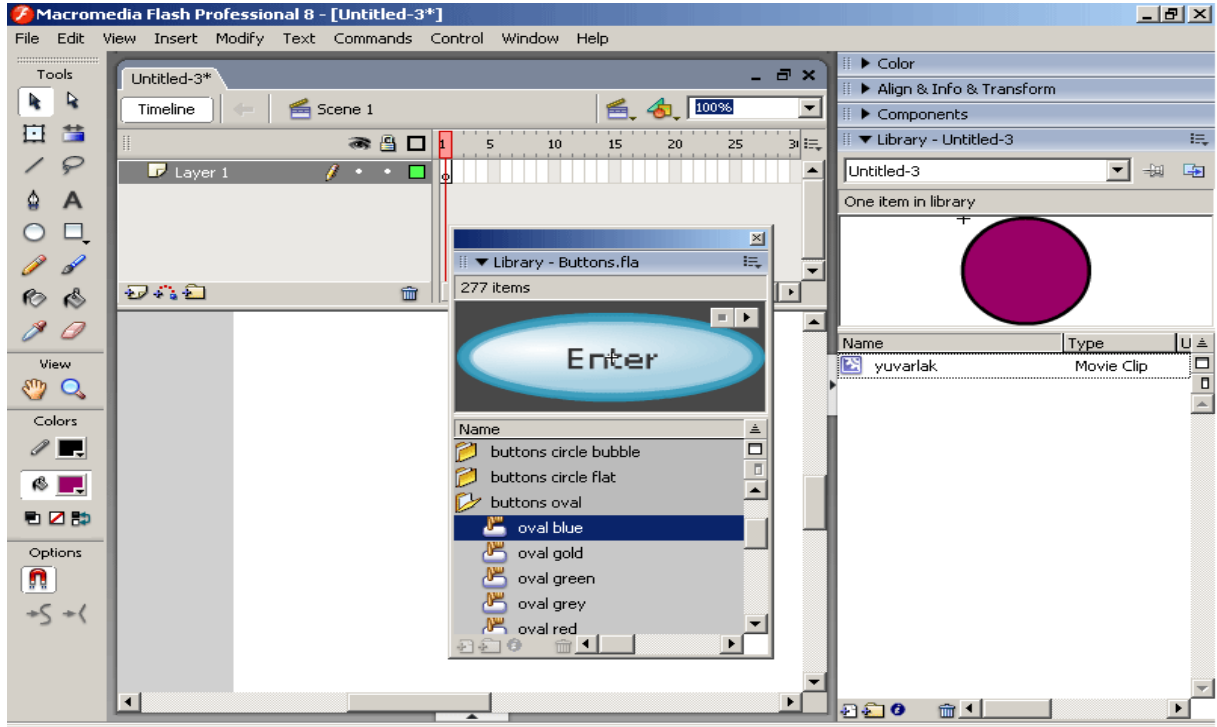 Macromedia Flash Professional 8 - [Untitled-3*]
File Edit View Insert Modify Text Commands Control Window Help
Tools
View
Colors
Options
Untitled-3*
Timeline Scene 1 100%
1 5 10 15 20 25 30
Layer 1
Library - Buttons.fla
277 items
Enter
Name
buttons circle bubble
buttons circle flat
buttons oval
oval blue
oval gold
oval green
oval grey
oval red
Color
Align & Info & Transform
Components
Library - Untitled-3
Untitled-3
One item in library
Name Type U
yuvarlak Movie Clip